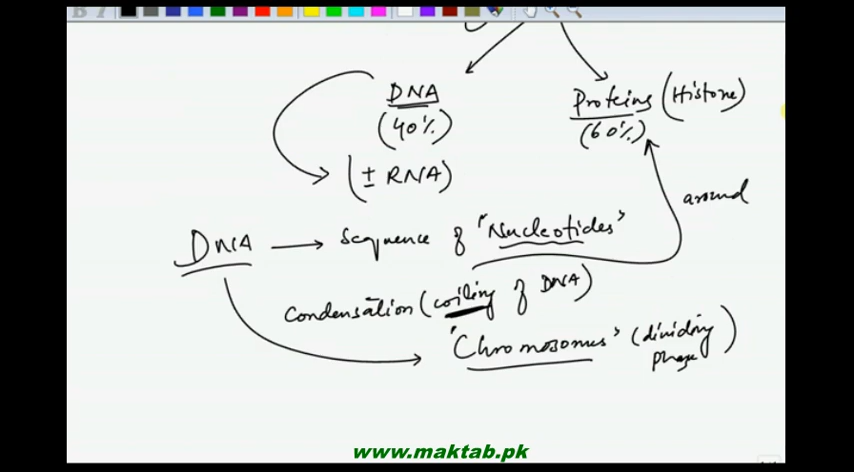 B I
DNA Proteins (Histone)
(40%) (60%)
(± RNA)
around
DNA → Sequence of "Nucleotides"
Condensation (coiling of DNA)
"Chromosomes" (dividing
phase)
www.maktab.pk